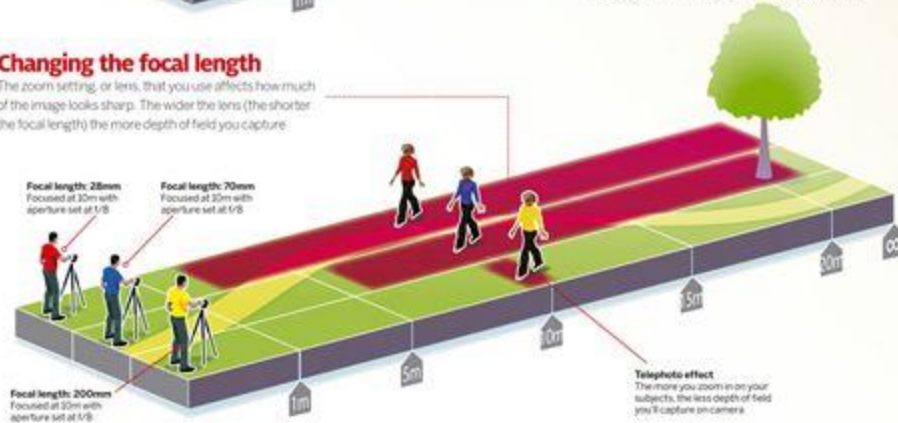 1m
Changing the focal length
The zoom setting, or lens, that you use affects how much
of the image looks sharp. The wider the lens (the shorter
the focal length) the more depth of field you capture
Focal length: 28mm
Focused at 10m with
aperture set at f/8
Focal length: 70mm
Focused at 10m with
aperture set at f/8
Focal length: 200mm
Focused at 10m with
aperture set at f/8
1m
5m
10m
15m
∞
Telephoto effect
The more you zoom in on your
subjects, the less depth of field
you'll capture on camera